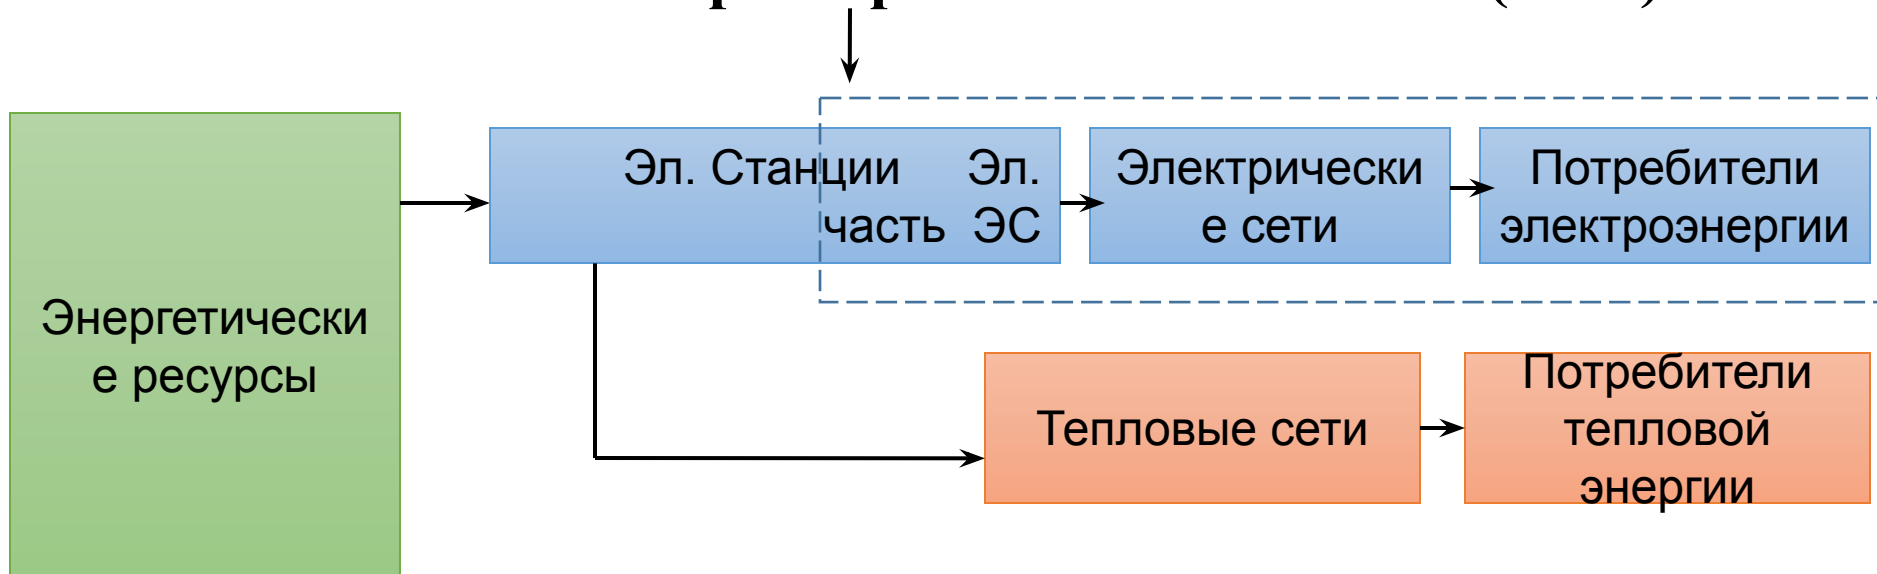 Энергетически
е ресурсы
Эл. Станции Эл.
часть ЭС
Электрически
е сети
Потребители
электроэнергии
Тепловые сети
Потребители
тепловой
энергии